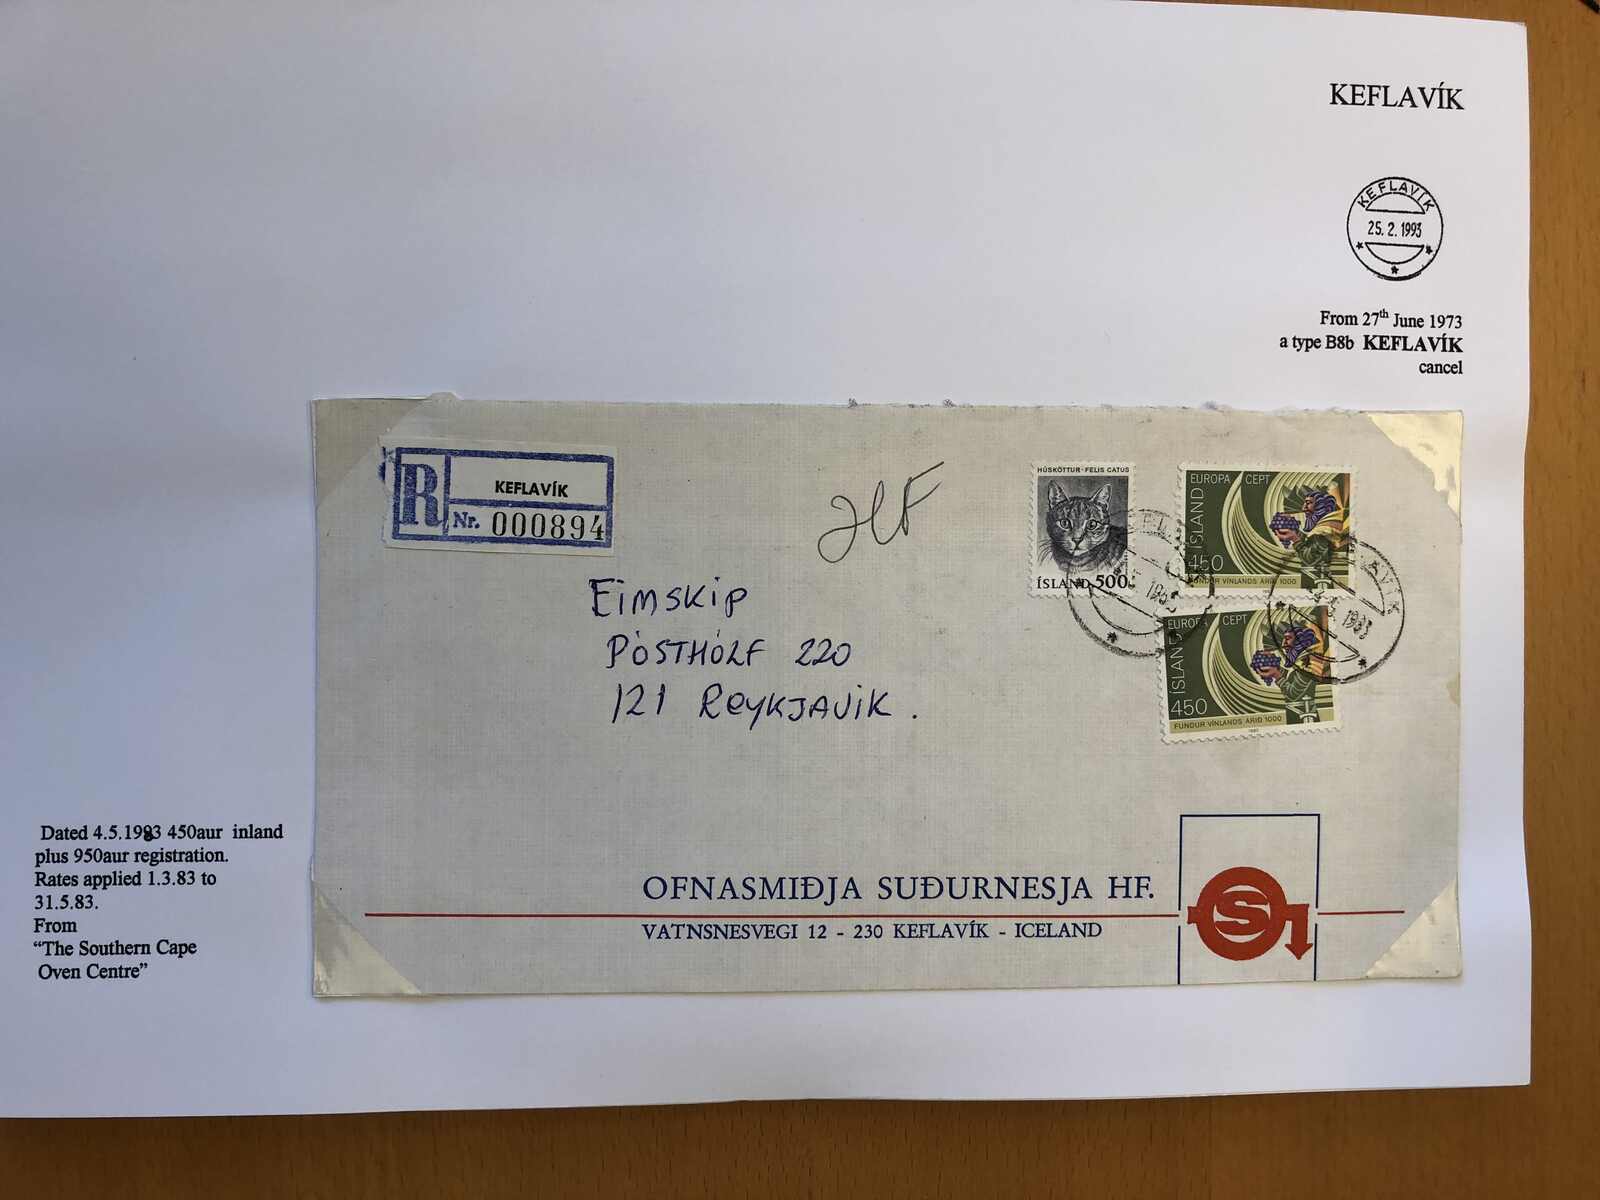 KEFLAVÍK
KEFLAVÍK
25. 2. 1993
From 27th June 1973
a type B8b KEFLAVÍK
cancel
R
KEFLAVÍK
Nr. 000894
HF
HÚSKÖTTUR · FELIS CATUS
ÍSLAND 500
EUROPA CEPT
ÍSLAND
450
FUNDUR VÍNLANDS ÁRIÐ 1000
EUROPA CEPT
ÍSLAND
450
FUNDUR VÍNLANDS ÁRIÐ 1000
1983
Eimskip
PÓSTHÓLF 220
121 Reykjavik.
Dated 4.5.1983 450aur inland
plus 950aur registration.
Rates applied 1.3.83 to
31.5.83.
From
“The Southern Cape
Oven Centre”
OFNASMIÐJA SUÐURNESJA HF.
VATNSNESVEGI 12 - 230 KEFLAVÍK - ICELAND